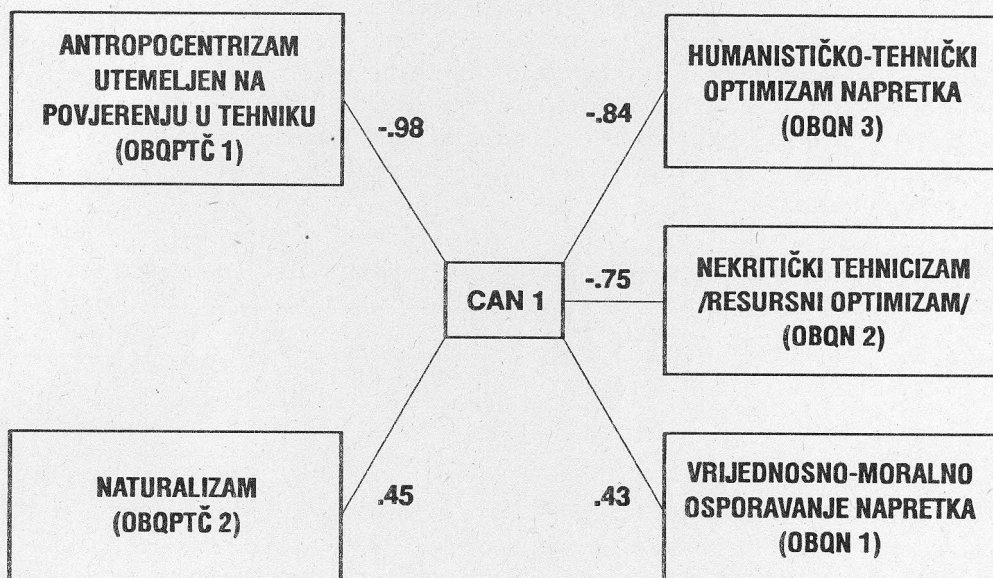 ANTROPOCENTRIZAM
UTEMELJEN NA
POVJERENJU U TEHNIKU
(OBQPTČ 1)
-.98
-.84
HUMANISTIČKO-TEHNIČKI
OPTIMIZAM NAPRETKA
(OBQN 3)
CAN 1
-.75
NEKRITIČKI TEHNICIZAM
/RESURSNI OPTIMIZAM/
(OBQN 2)
NATURALIZAM
(OBQPTČ 2)
.45
.43
VRIJEDNOSNO-MORALNO
OSPORAVANJE NAPRETKA
(OBQN 1)